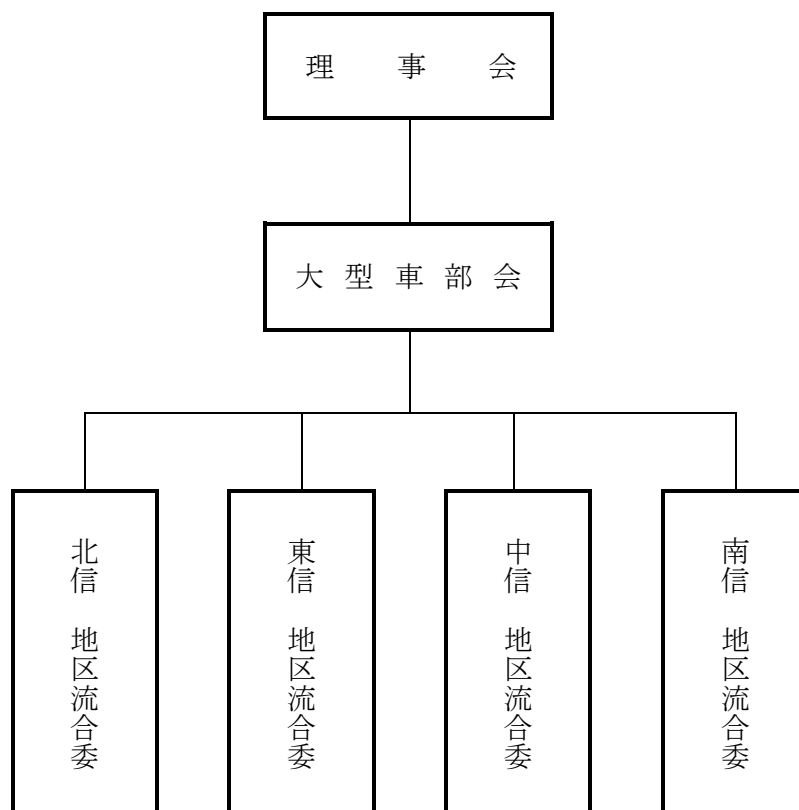 理事会
大型車部会
北信 地区流合委
東信 地区流合委
中信 地区流合委
南信 地区流合委